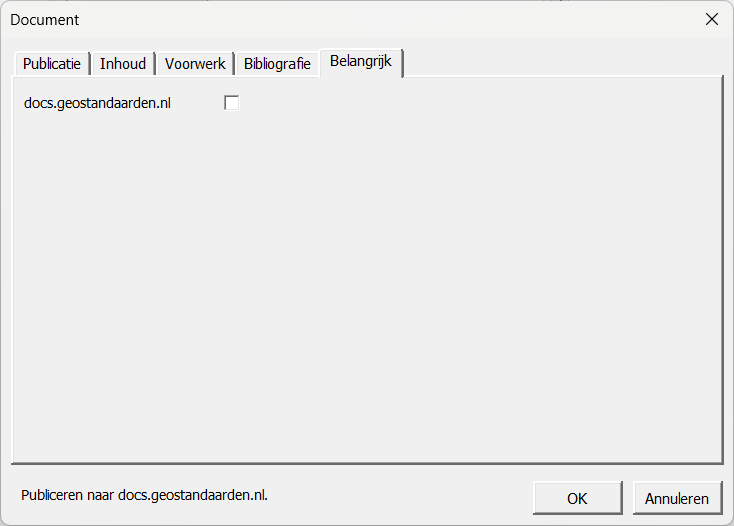 Document
Publicatie Inhoud Voorwerk Bibliografie Belangrijk
docs.geostandaarden.nl
Publiceren naar docs.geostandaarden.nl.
OK Annuleren